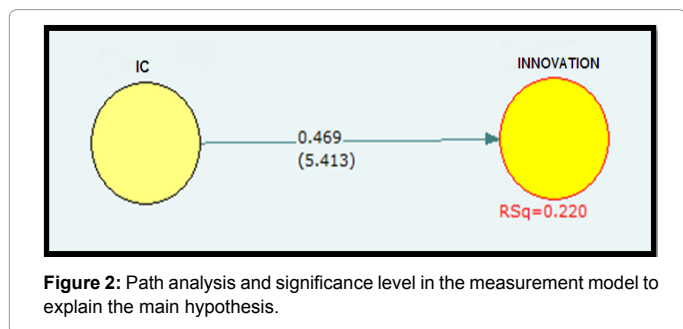 IC
INNOVATION
0.469
(5.413)
RSq=0.220
Figure 2: Path analysis and significance level in the measurement model to
explain the main hypothesis.